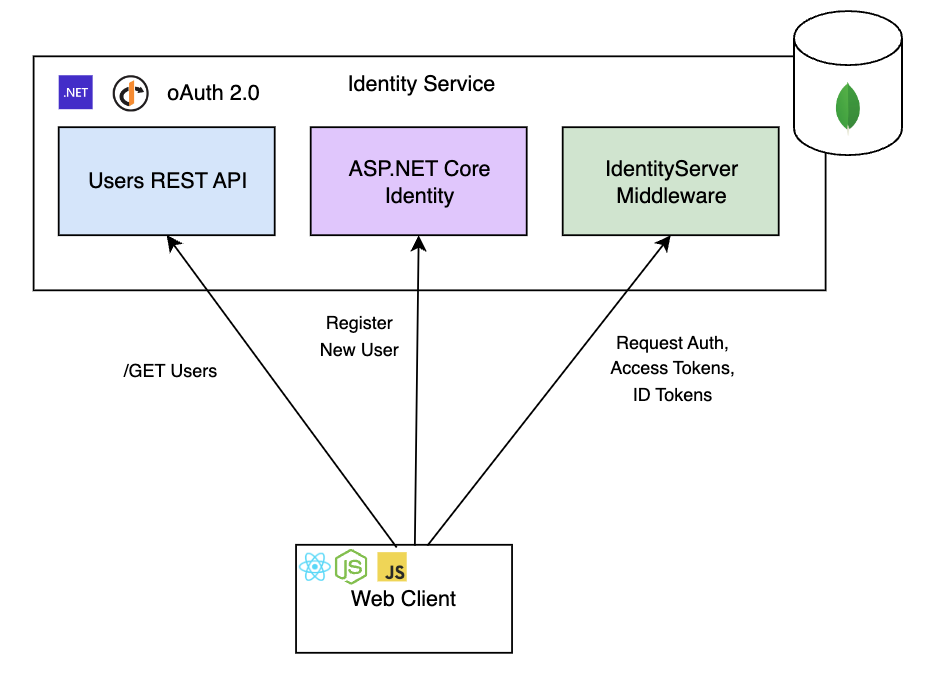 Identity Service
.NET
oAuth 2.0
Users REST API
ASP.NET Core
Identity
IdentityServer
Middleware
Register
New User
/GET Users
Request Auth,
Access Tokens,
ID Tokens
JS
JS
Web Client